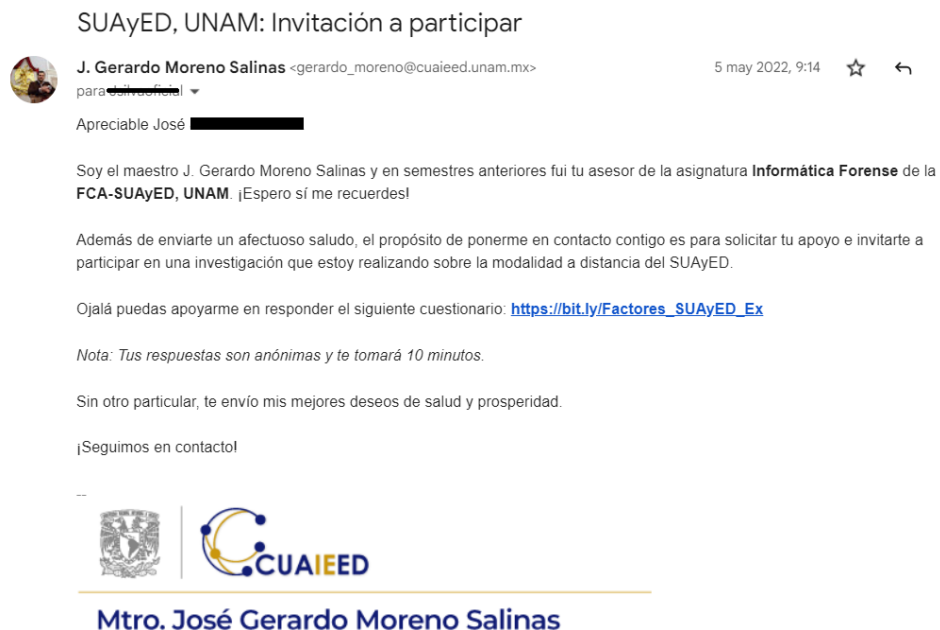 SUAyED, UNAM: Invitación a participar
J. Gerardo Moreno Salinas <gerardo_moreno@cuaieed.unam.mx>
5 may 2022, 9:14
para
Apreciable José
Soy el maestro J. Gerardo Moreno Salinas y en semestres anteriores fui tu asesor de la asignatura Informática Forense de la
FCA-SUAyED, UNAM. ¡Espero sí me recuerdes!
Además de enviarte un afectuoso saludo, el propósito de ponerme en contacto contigo es para solicitar tu apoyo e invitarte a
participar en una investigación que estoy realizando sobre la modalidad a distancia del SUAyED.
Ojalá puedas apoyarme en responder el siguiente cuestionario: https://bit.ly/Factores_SUAyED_Ex
Nota: Tus respuestas son anónimas y te tomará 10 minutos.
Sin otro particular, te envío mis mejores deseos de salud y prosperidad.
¡Seguimos en contacto!
--
CUAIEED
Mtro. José Gerardo Moreno Salinas